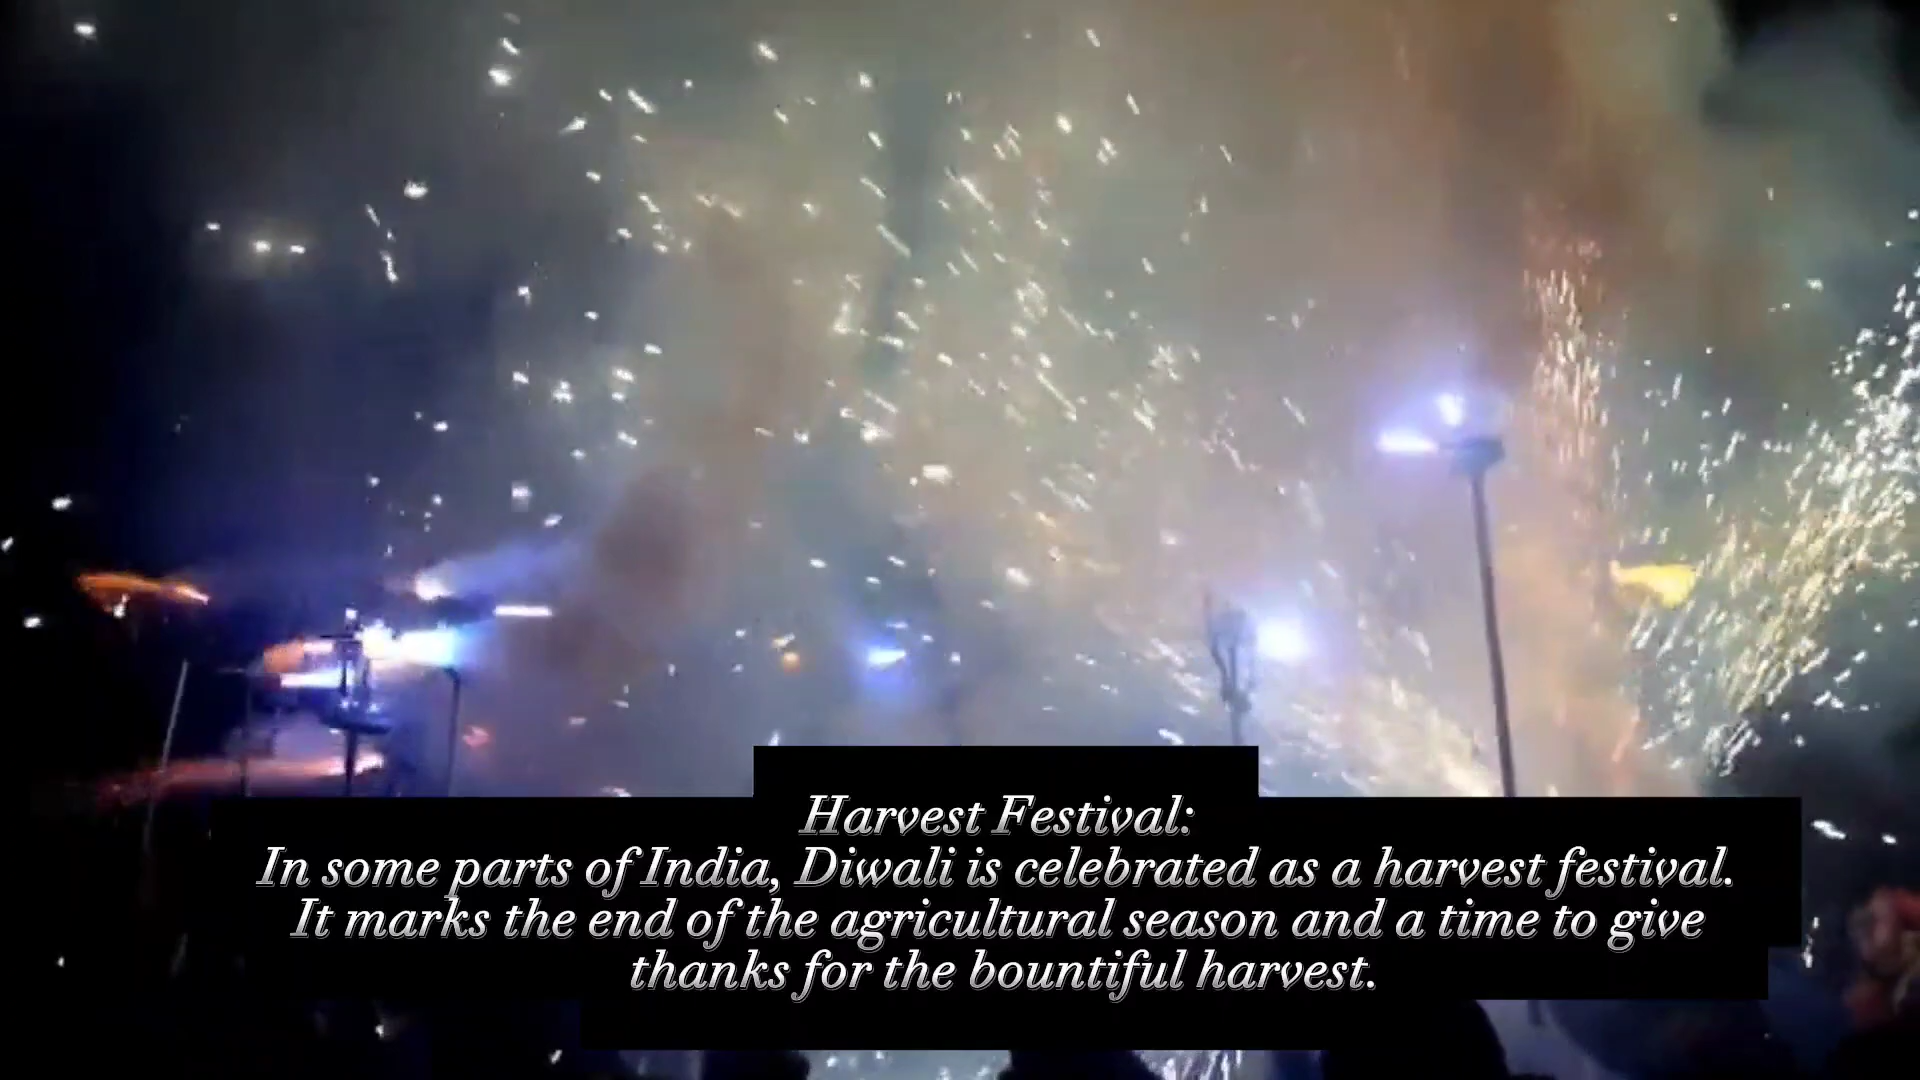 Harvest Festival:
In some parts of India, Diwali is celebrated as a harvest festival.
It marks the end of the agricultural season and a time to give
thanks for the bountiful harvest.